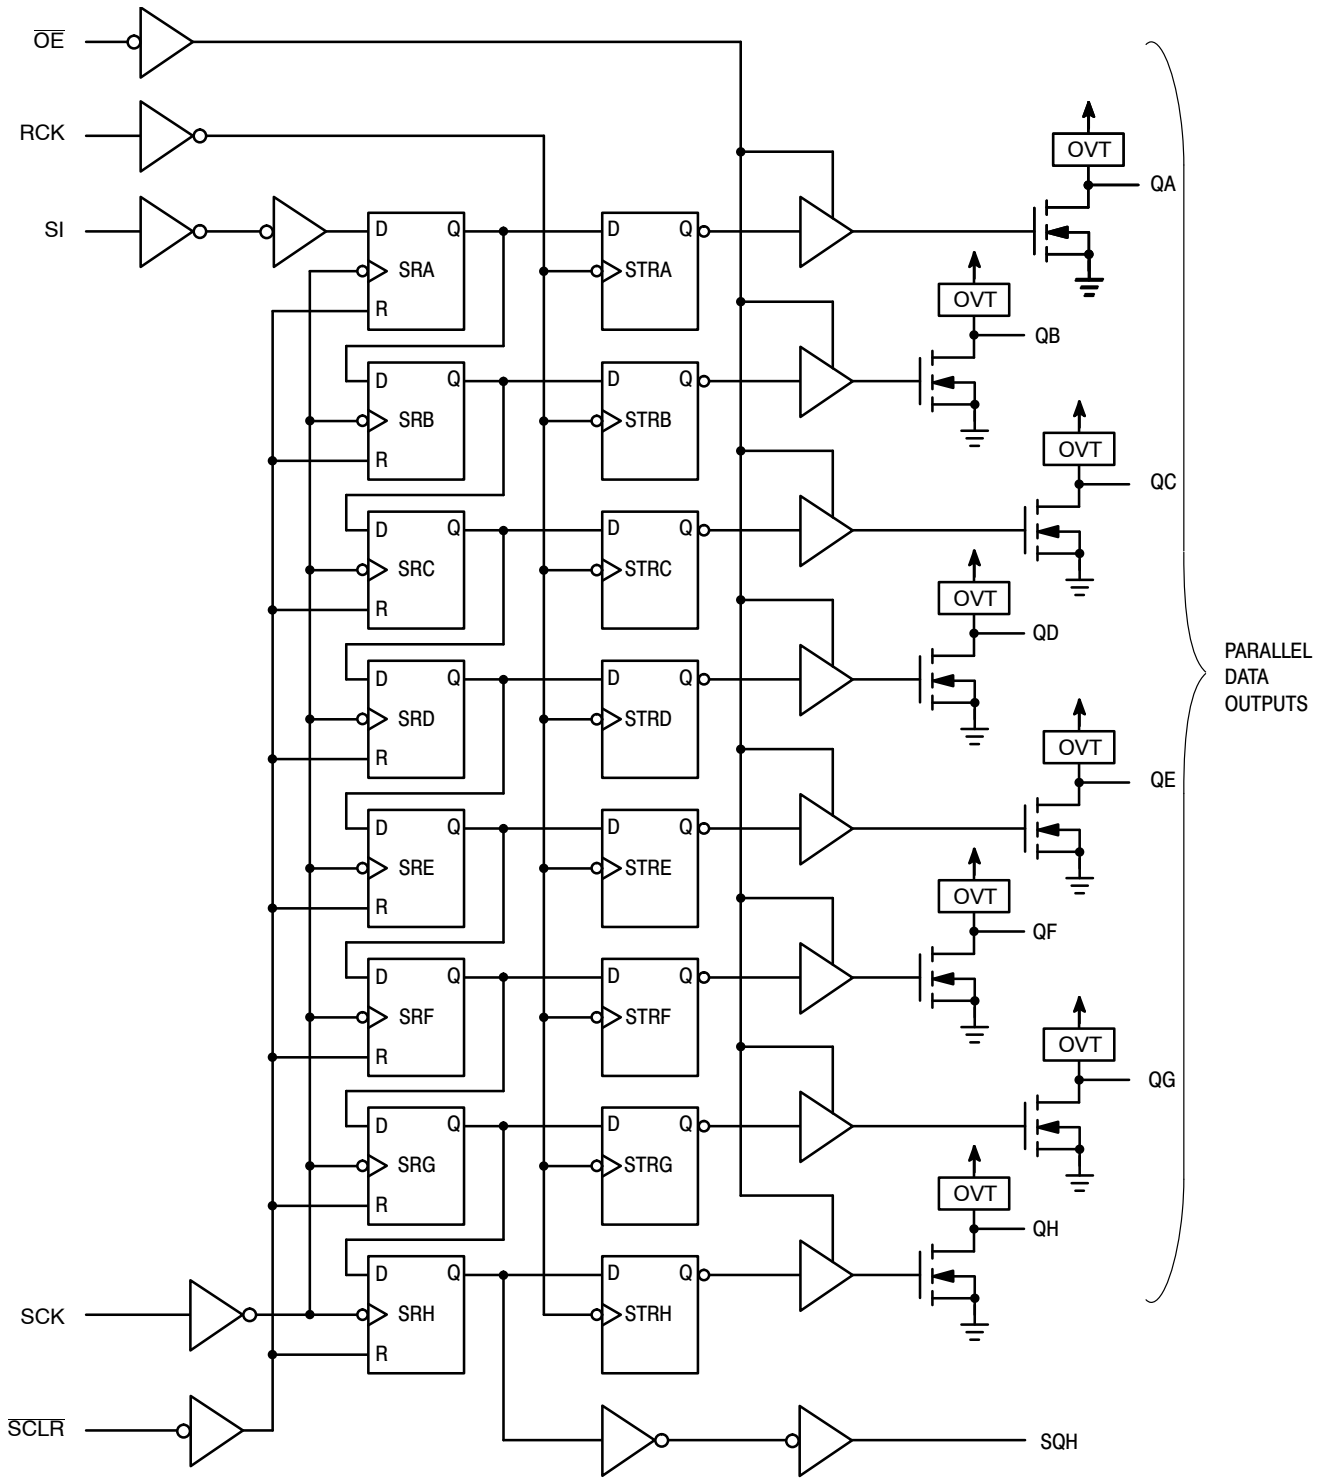 OE
RCK
OVT
QA
SI
D Q
SRA
R
D Q
STRA
OVT
QB
D Q
SRB
R
D Q
STRB
OVT
QC
D Q
SRC
R
D Q
STRC
OVT
QD
D Q
SRD
R
D Q
STRD
PARALLEL
DATA
OUTPUTS
OVT
QE
D Q
SRE
R
D Q
STRE
OVT
QF
D Q
SRF
R
D Q
STRF
OVT
QG
D Q
SRG
R
D Q
STRG
OVT
QH
D Q
SRH
R
D Q
STRH
SCK
SCLR
SQH